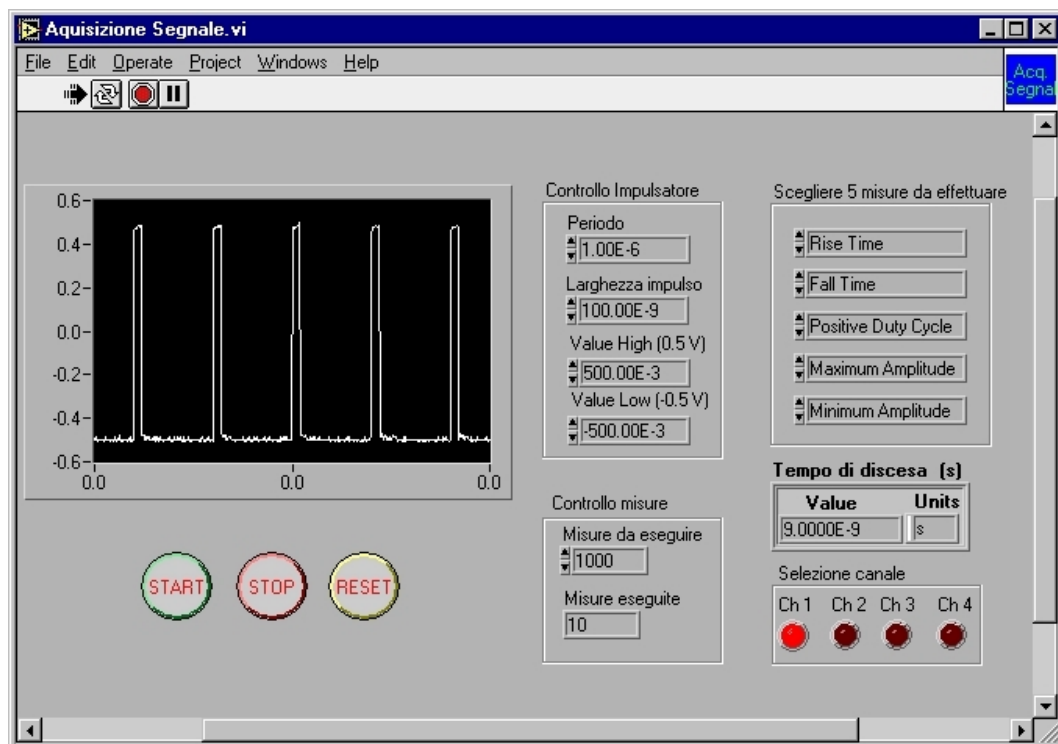 Aquisizione Segnale.vi
File Edit Operate Project Windows Help
Acq.
Segnal
0.6
0.4
0.2
0.0
-0.2
-0.4
-0.6
0.0 0.0 0.0
START STOP RESET
Controllo Impulsatore
Periodo
1.00E-6
Larghezza impulso
100.00E-9
Value High (0.5 V)
500.00E-3
Value Low (-0.5 V)
-500.00E-3
Controllo misure
Misure da eseguire
1000
Misure eseguite
10
Scegliere 5 misure da effettuare
Rise Time
Fall Time
Positive Duty Cycle
Maximum Amplitude
Minimum Amplitude
Tempo di discesa (s)
Value Units
9.0000E-9 s
Selezione canale
Ch 1 Ch 2 Ch 3 Ch 4